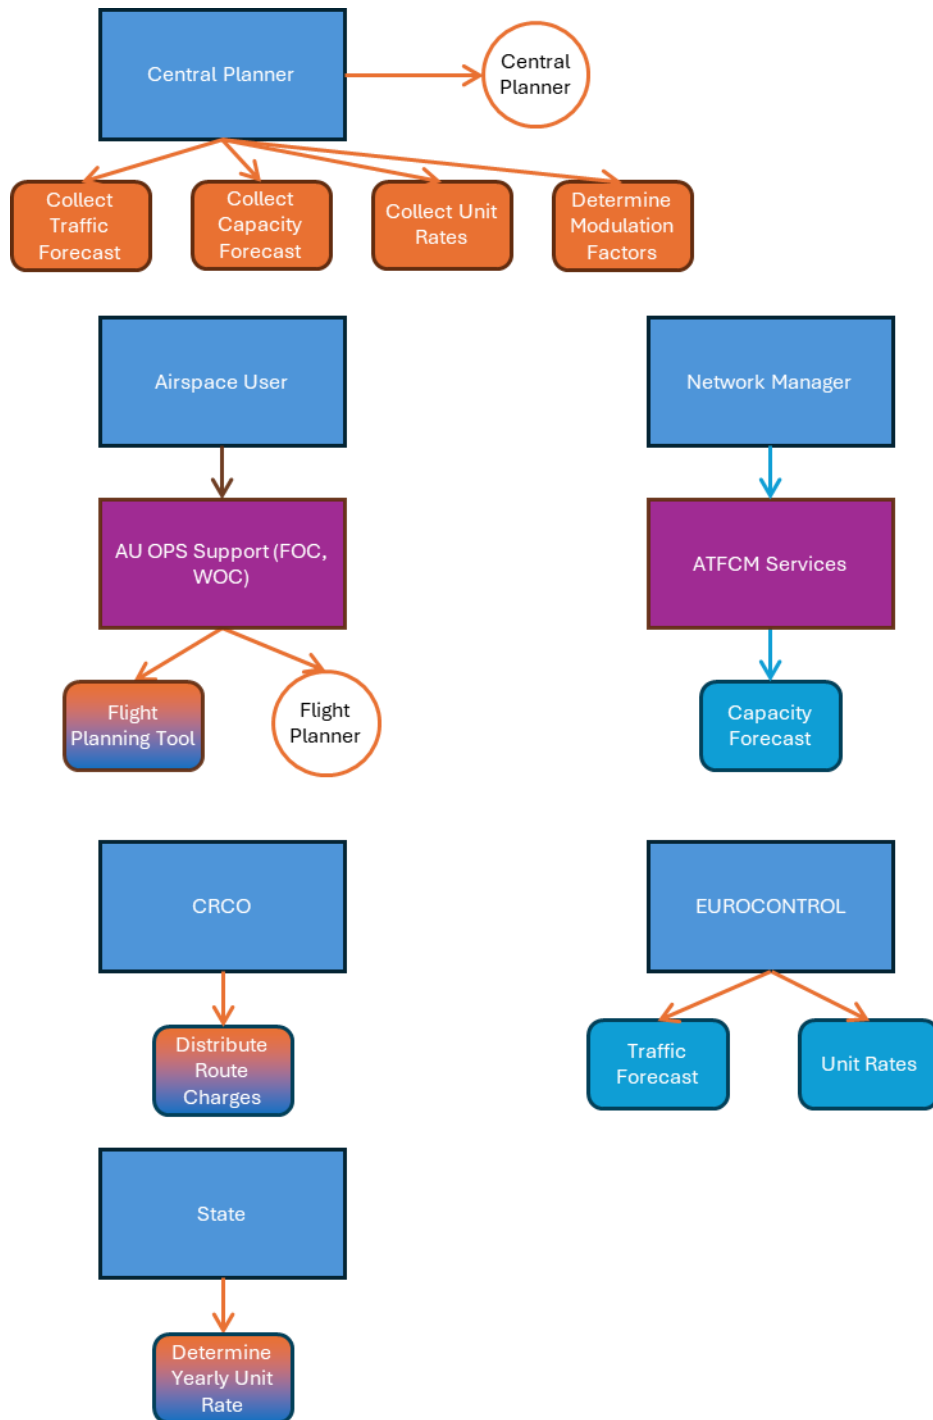 Central Planner
Central
Planner
Collect
Traffic
Forecast
Collect
Capacity
Forecast
Collect Unit
Rates
Determine
Modulation
Factors
Airspace User
Network Manager
AU OPS Support (FOC,
WOC)
ATFCM Services
Flight
Planning Tool
Flight
Planner
Capacity
Forecast
CRCO
EUROCONTROL
Distribute
Route
Charges
Traffic
Forecast
Unit Rates
State
Determine
Yearly Unit
Rate